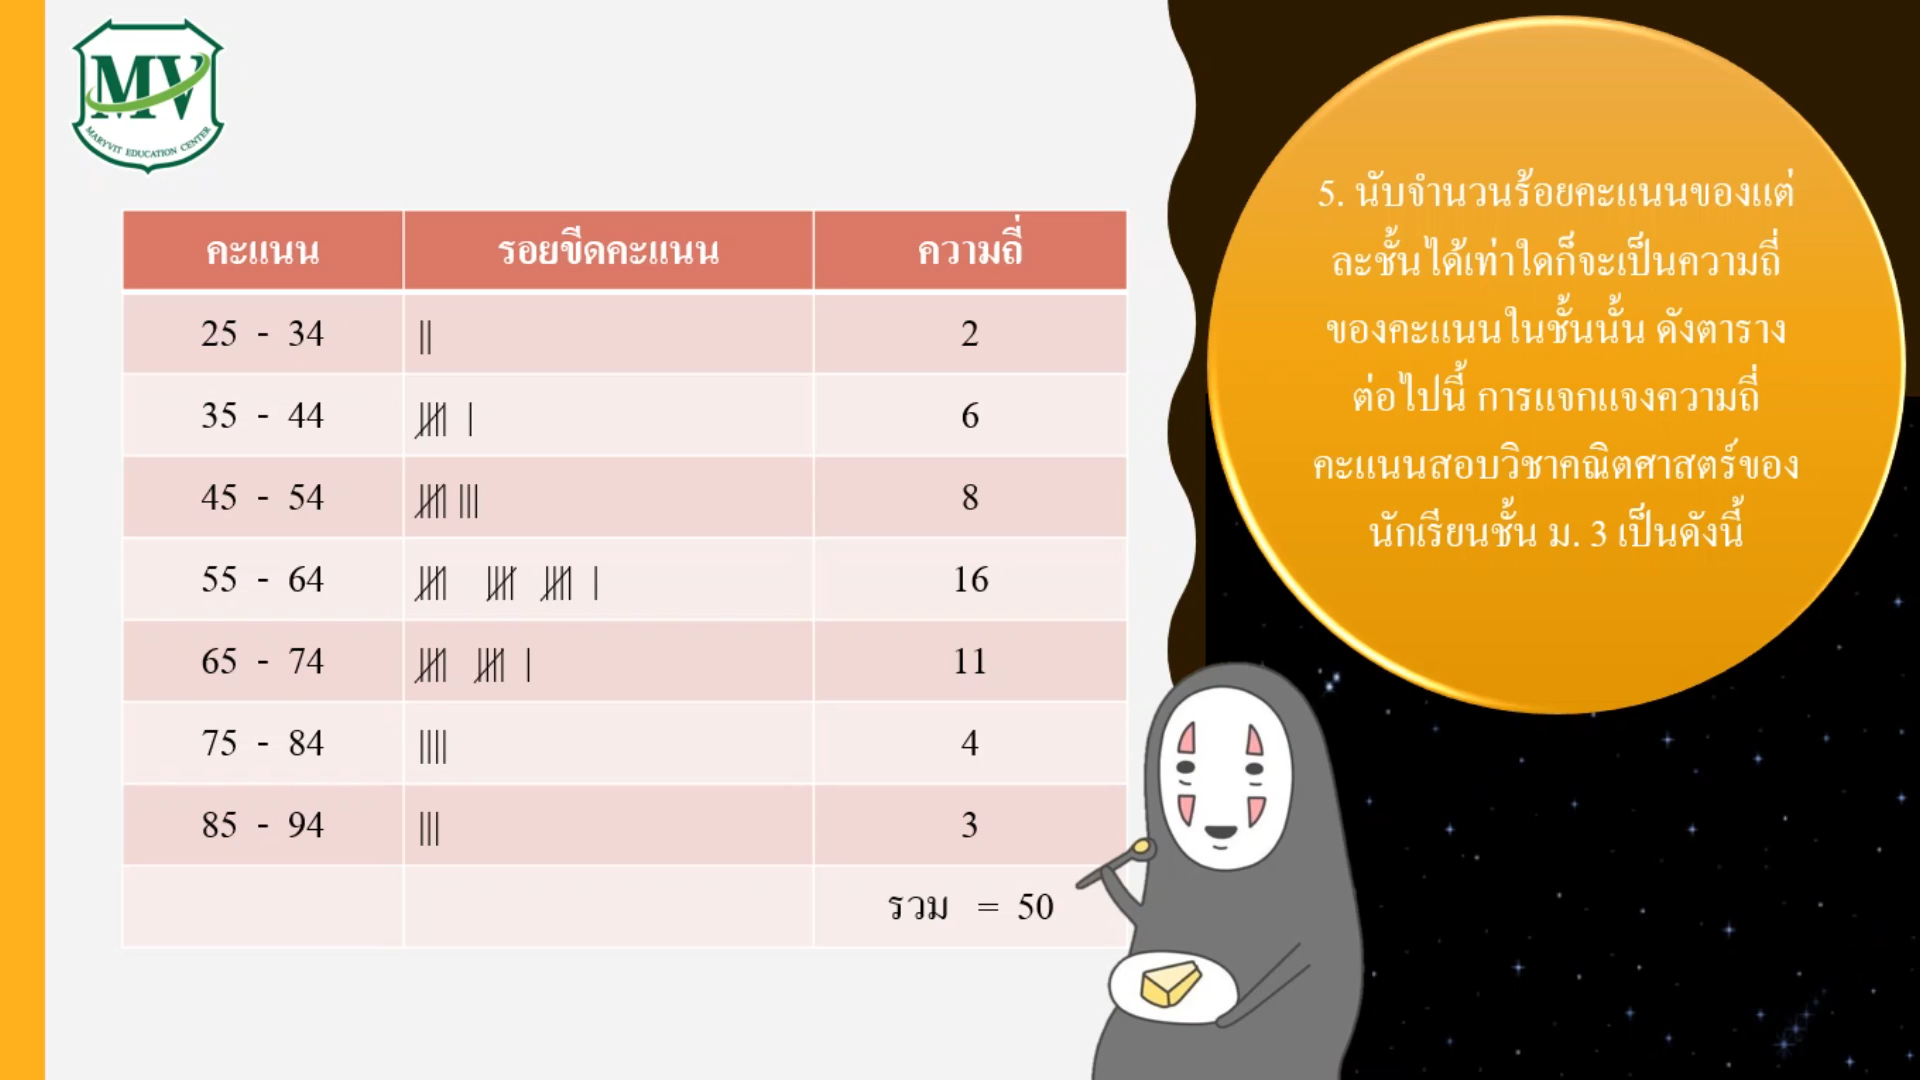 MV
MARYVIT EDUCATION CENTER
คะแนน รอยขีดคะแนน ความถี่
25 - 34 || 2
35 - 44 |||| | 6
45 - 54 |||| ||| 8
55 - 64 |||| |||| |||| | 16
65 - 74 |||| |||| | 11
75 - 84 |||| 4
85 - 94 ||| 3
รวม = 50
5. นับจำนวนร้อยคะแนนของแต่
ละชั้นได้เท่าใดก็จะเป็นความถี่
ของคะแนนในชั้นนั้น ดังตาราง
ต่อไปนี้ การแจกแจงความถี่
คะแนนสอบวิชาคณิตศาสตร์ของ
นักเรียนชั้น ม. 3 เป็นดังนี้